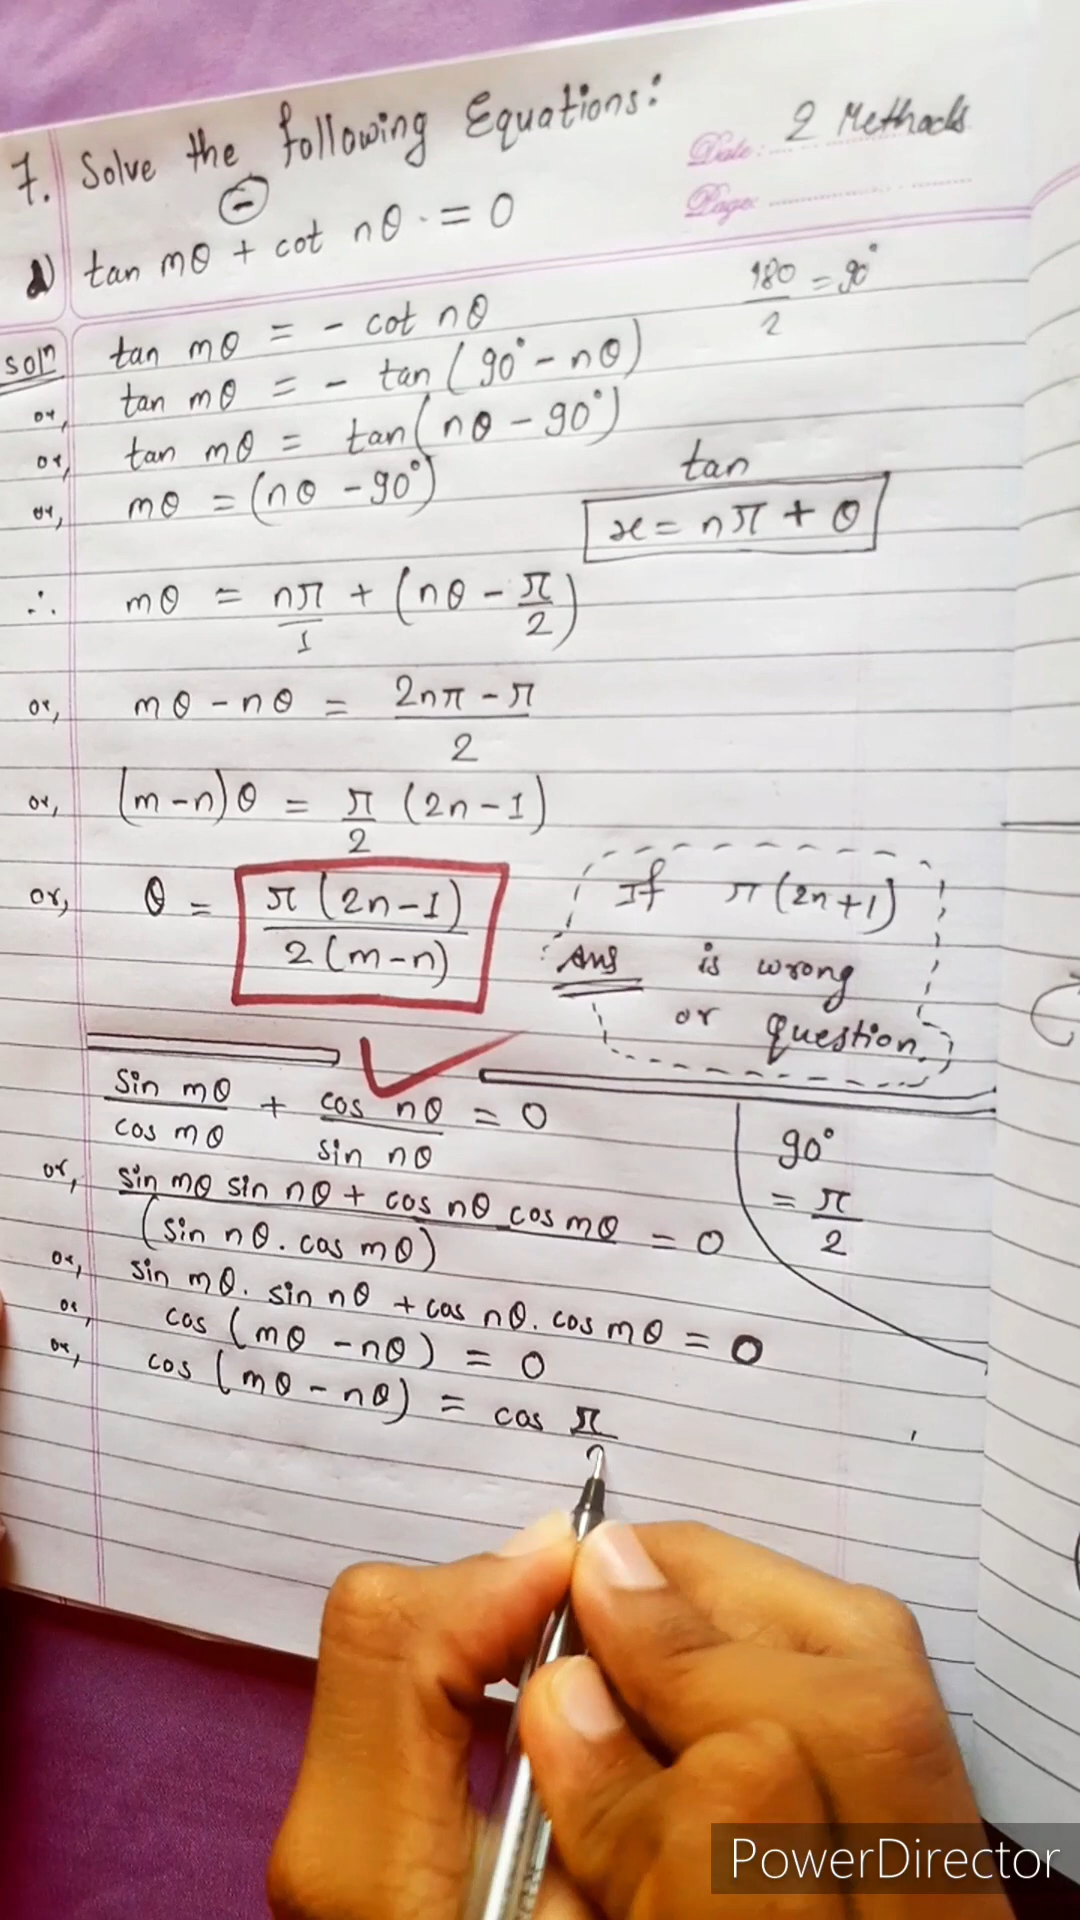 7. Solve the following Equations:
2 Methods
Date:
Page:
(-)
d) tan mθ + cot nθ = 0
180/2 = 90°
soln tan mθ = - cot nθ
or, tan mθ = - tan (90° - nθ)
or, tan mθ = tan (nθ - 90°)
or, mθ = (nθ - 90°)
tan
x = nπ + θ
∴ mθ = nπ/1 + (nθ - π/2)
or, mθ - nθ = 2nπ - π / 2
or, (m-n)θ = π/2 (2n-1)
or, θ = π(2n-1) / 2(m-n)
If π(2n+1)
Ans is wrong
or question.
sin mθ / cos mθ + cos nθ / sin nθ = 0
or, sin mθ sin nθ + cos nθ cos mθ / (sin nθ. cos mθ) = 0
or, sin mθ. sin nθ + cos nθ. cos mθ = 0
or, cos (mθ - nθ) = 0
or, cos (mθ - nθ) = cos π/2
90°
= π/2
PowerDirector